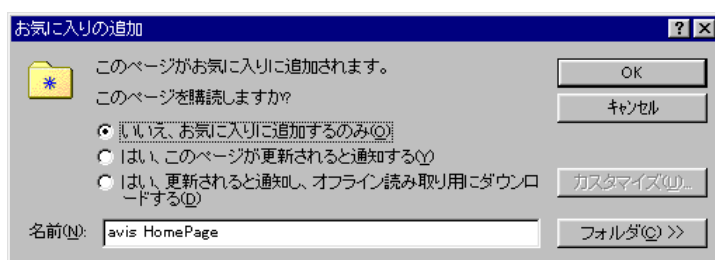 お気に入りの追加
このページがお気に入りに追加されます。
OK
このページを購読しますか?
キャンセル
いいえ、お気に入りに追加するのみ(O)
はい、このページが更新されると通知する(Y)
はい、更新されると通知し、オフライン読み取り用にダウンロ
ードする(D)
カスタマイズ(U)...
名前(N):
avis HomePage
フォルダ(C) >>